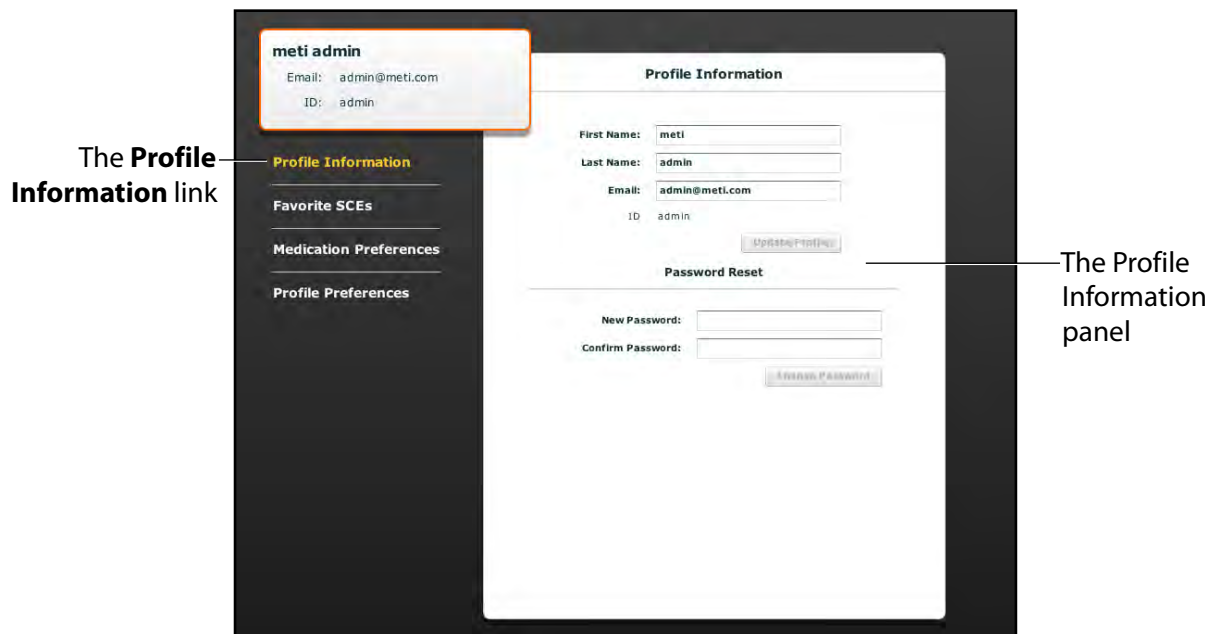 meti admin
Email: admin@meti.com
ID: admin
The Profile
Information link
Profile Information
Favorite SCEs
Medication Preferences
Profile Preferences
Profile Information
First Name: meti
Last Name: admin
Email: admin@meti.com
ID admin
Update Profile
Password Reset
New Password:
Confirm Password:
Change Password
The Profile
Information
panel